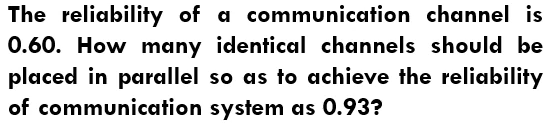 The reliability of a communication channel is
0.60. How many identical channels should be
placed in parallel so as to achieve the reliability
of communication system as 0.93?